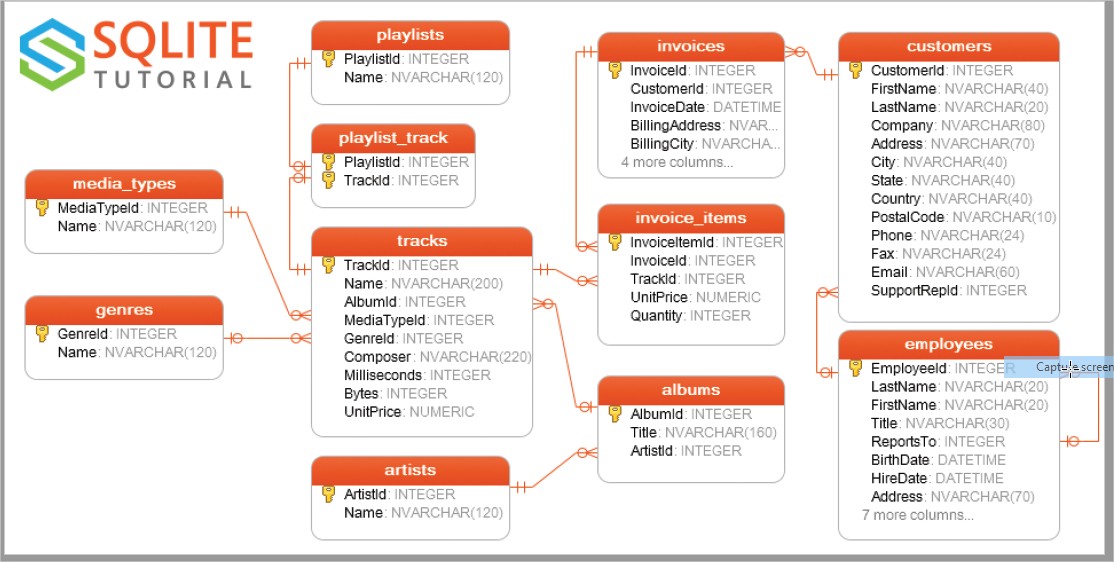 SQLITE
TUTORIAL
playlists
PlaylistId: INTEGER
Name: NVARCHAR(120)
playlist_track
PlaylistId: INTEGER
TrackId: INTEGER
media_types
MediaTypeId: INTEGER
Name: NVARCHAR(120)
genres
GenreId: INTEGER
Name: NVARCHAR(120)
tracks
TrackId: INTEGER
Name: NVARCHAR(200)
AlbumId: INTEGER
MediaTypeId: INTEGER
GenreId: INTEGER
Composer: NVARCHAR(220)
Milliseconds: INTEGER
Bytes: INTEGER
UnitPrice: NUMERIC
artists
ArtistId: INTEGER
Name: NVARCHAR(120)
invoices
InvoiceId: INTEGER
CustomerId: INTEGER
InvoiceDate: DATETIME
BillingAddress: NVAR...
BillingCity: NVARCHA...
4 more columns...
invoice_items
InvoiceItemId: INTEGER
InvoiceId: INTEGER
TrackId: INTEGER
UnitPrice: NUMERIC
Quantity: INTEGER
albums
AlbumId: INTEGER
Title: NVARCHAR(160)
ArtistId: INTEGER
customers
CustomerId: INTEGER
FirstName: NVARCHAR(40)
LastName: NVARCHAR(20)
Company: NVARCHAR(80)
Address: NVARCHAR(70)
City: NVARCHAR(40)
State: NVARCHAR(40)
Country: NVARCHAR(40)
PostalCode: NVARCHAR(10)
Phone: NVARCHAR(24)
Fax: NVARCHAR(24)
Email: NVARCHAR(60)
SupportRepId: INTEGER
employees
EmployeeId: INTEGER
Capture screen
LastName: NVARCHAR(20)
FirstName: NVARCHAR(20)
Title: NVARCHAR(30)
ReportsTo: INTEGER
BirthDate: DATETIME
HireDate: DATETIME
Address: NVARCHAR(70)
7 more columns...